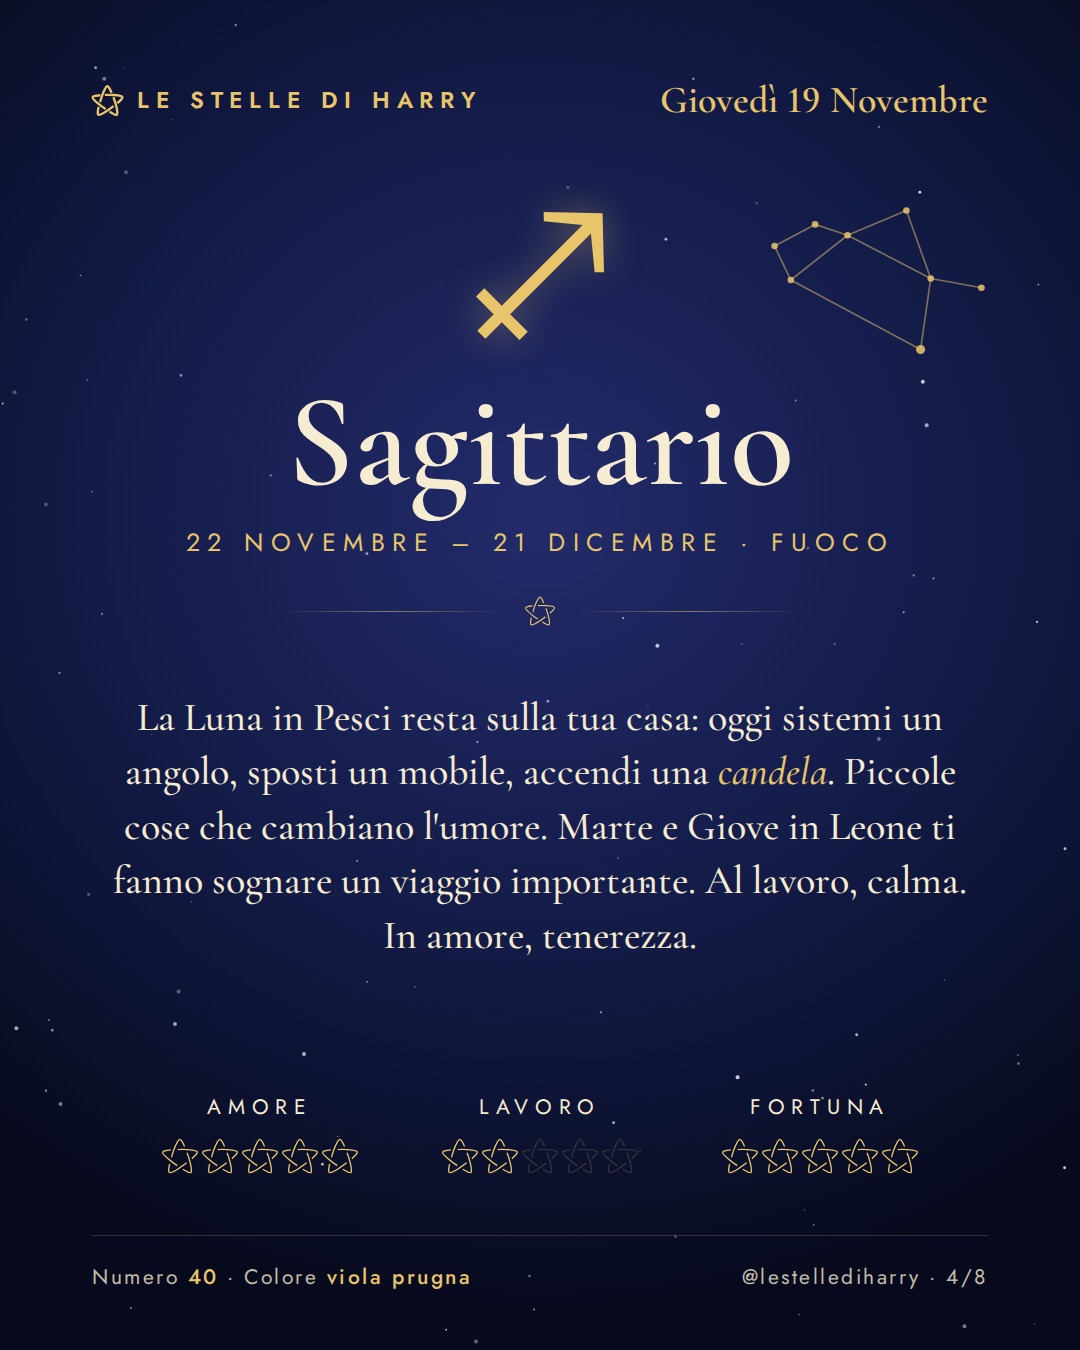 LE STELLE DI HARRY
Giovedì 19 Novembre
Sagittario
22 NOVEMBRE – 21 DICEMBRE · FUOCO
La Luna in Pesci resta sulla tua casa: oggi sistemi un
angolo, sposti un mobile, accendi una candela. Piccole
cose che cambiano l'umore. Marte e Giove in Leone ti
fanno sognare un viaggio importante. Al lavoro, calma.
In amore, tenerezza.
AMORE
LAVORO
FORTUNA
Numero 40 · Colore viola prugna
@lestellediharry · 4/8